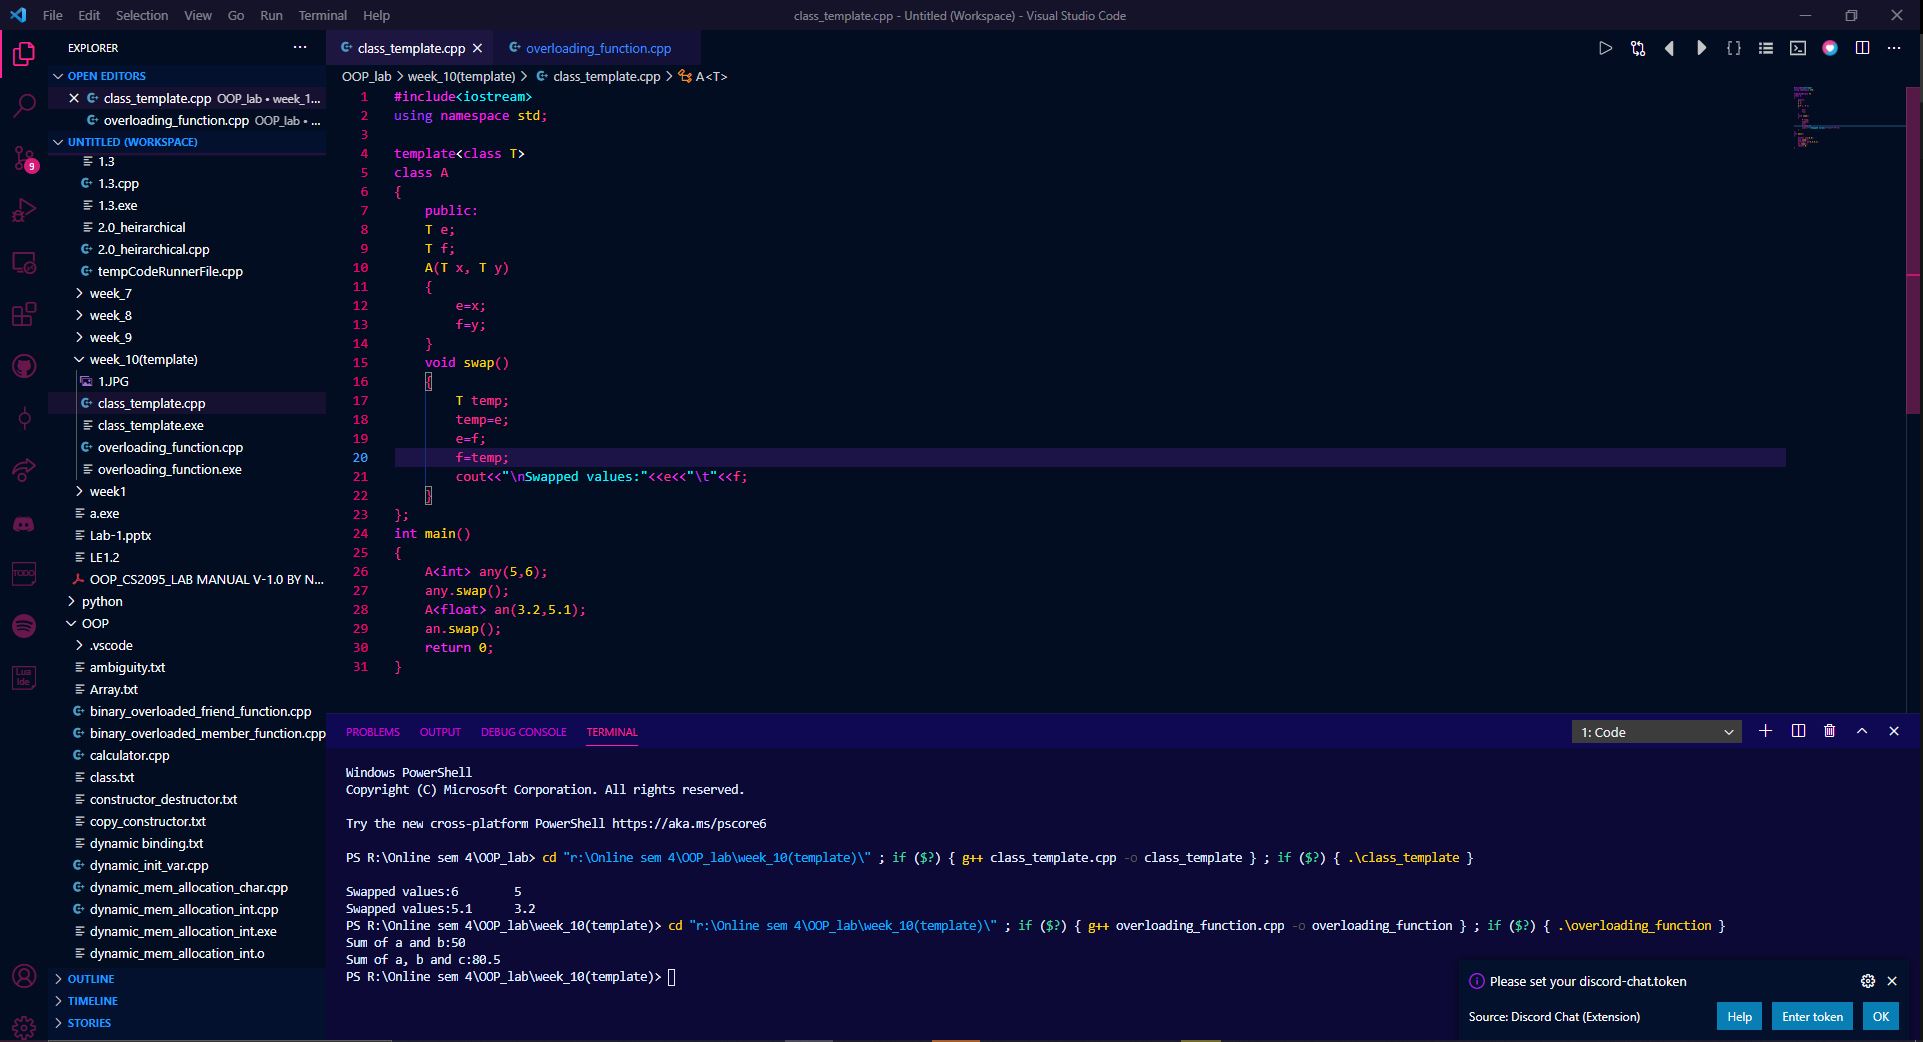 File Edit Selection View Go Run Terminal Help
class_template.cpp - Untitled (Workspace) - Visual Studio Code
EXPLORER
OPEN EDITORS
class_template.cpp OOP_lab • week_1...
overloading_function.cpp OOP_lab • ...
UNTITLED (WORKSPACE)
1.3
1.3.cpp
1.3.exe
2.0_heirarchical
2.0_heirarchical.cpp
tempCodeRunnerFile.cpp
week_7
week_8
week_9
week_10(template)
1.JPG
class_template.cpp
class_template.exe
overloading_function.cpp
overloading_function.exe
week1
a.exe
Lab-1.pptx
LE1.2
OOP_CS2095_LAB MANUAL V-1.0 BY N...
python
OOP
.vscode
ambiguity.txt
Array.txt
binary_overloaded_friend_function.cpp
binary_overloaded_member_function.cpp
calculator.cpp
class.txt
constructor_destructor.txt
copy_constructor.txt
dynamic binding.txt
dynamic_init_var.cpp
dynamic_mem_allocation_char.cpp
dynamic_mem_allocation_int.cpp
dynamic_mem_allocation_int.exe
dynamic_mem_allocation_int.o
OUTLINE
TIMELINE
STORIES
9
TODO
Lua
Ide
class_template.cpp
overloading_function.cpp
OOP_lab > week_10(template) > class_template.cpp > A<T>
1 #include<iostream>
2 using namespace std;
3
4 template<class T>
5 class A
6 {
7 public:
8 T e;
9 T f;
10 A(T x, T y)
11 {
12 e=x;
13 f=y;
14 }
15 void swap()
16 {
17 T temp;
18 temp=e;
19 e=f;
20 f=temp;
21 cout<<"\nSwapped values:"<<e<<"\t"<<f;
22 }
23 };
24 int main()
25 {
26 A<int> any(5,6);
27 any.swap();
28 A<float> an(3.2,5.1);
29 an.swap();
30 return 0;
31 }
PROBLEMS OUTPUT DEBUG CONSOLE TERMINAL
1: Code
Windows PowerShell
Copyright (C) Microsoft Corporation. All rights reserved.
Try the new cross-platform PowerShell https://aka.ms/pscore6
PS R:\Online sem 4\OOP_lab> cd "r:\Online sem 4\OOP_lab\week_10(template)\" ; if ($?) { g++ class_template.cpp -o class_template } ; if ($?) { .\class_template }
Swapped values:6 5
Swapped values:5.1 3.2
PS R:\Online sem 4\OOP_lab\week_10(template)> cd "r:\Online sem 4\OOP_lab\week_10(template)\" ; if ($?) { g++ overloading_function.cpp -o overloading_function } ; if ($?) { .\overloading_function }
Sum of a and b:50
Sum of a, b and c:80.5
PS R:\Online sem 4\OOP_lab\week_10(template)>
Please set your discord-chat.token
Source: Discord Chat (Extension)
Help Enter token OK